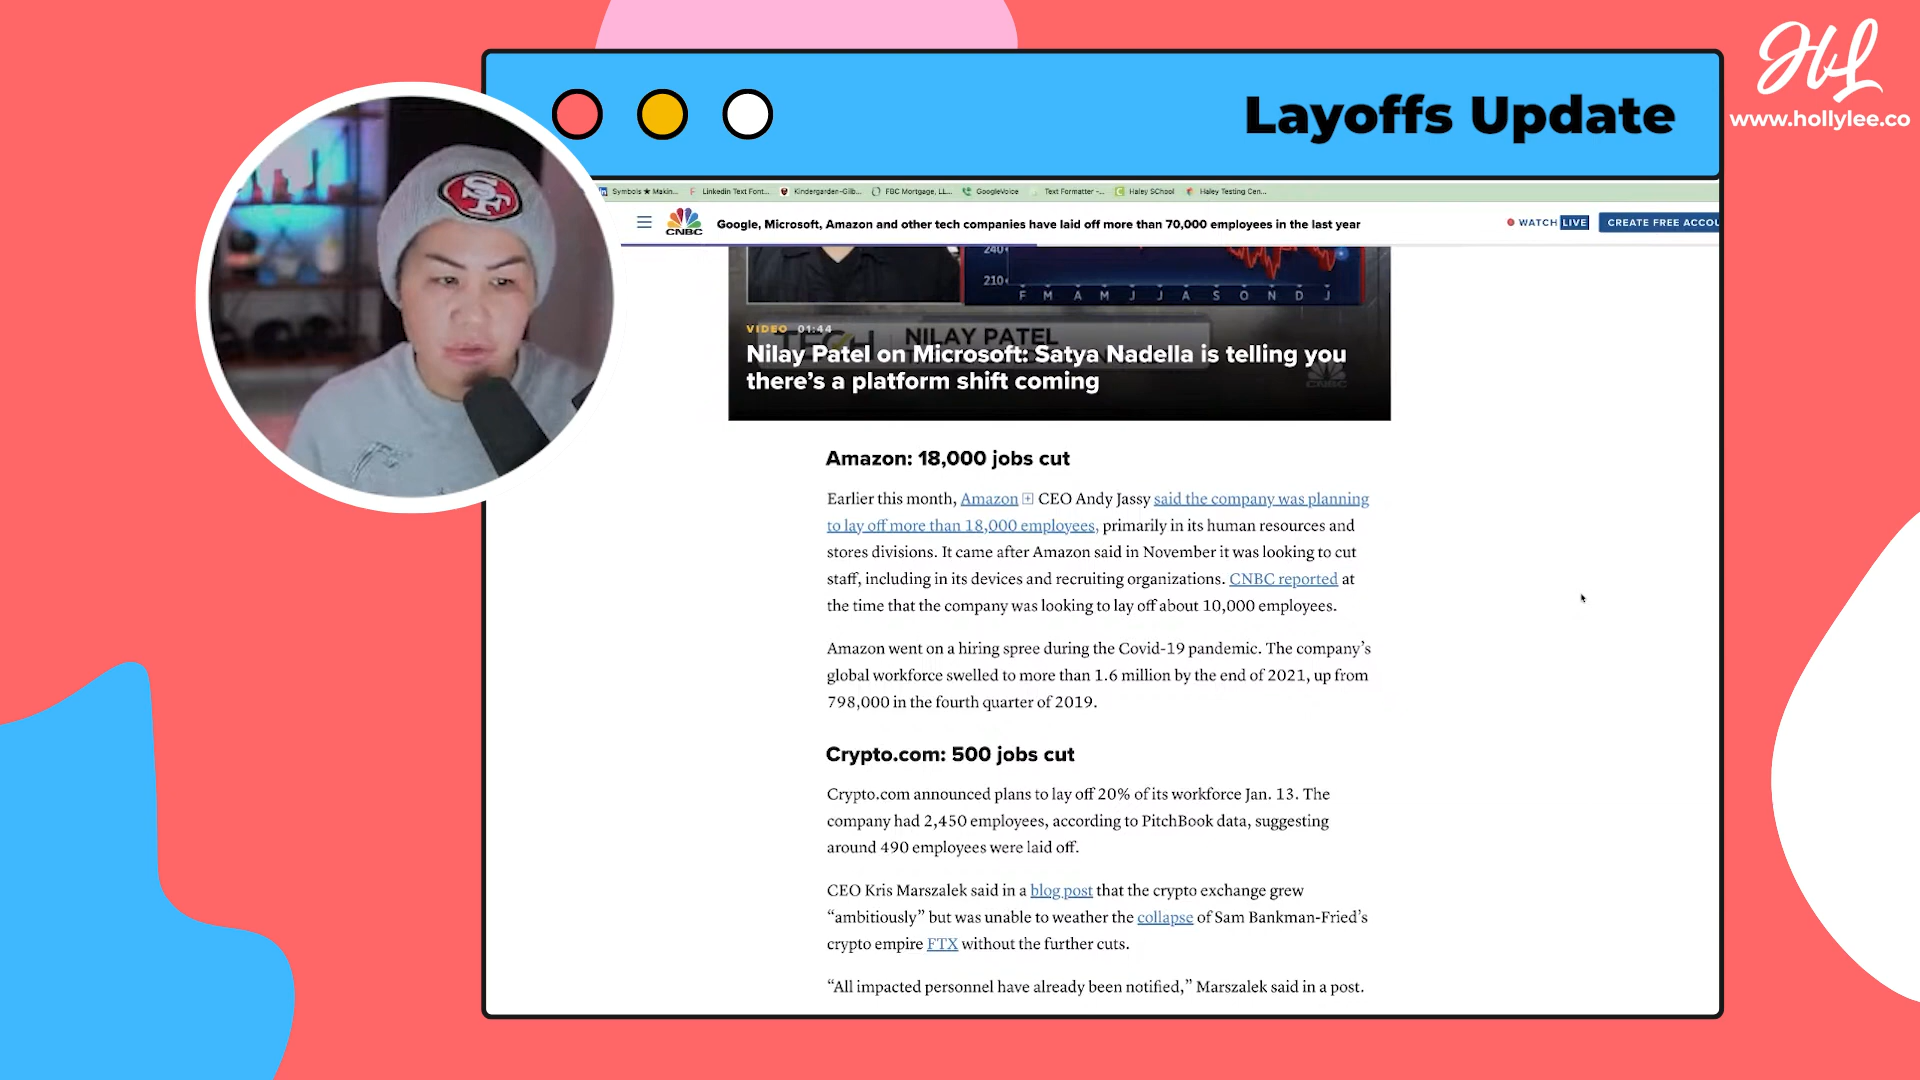 HL
www.hollylee.co
Layoffs Update
Symbols ★ Makin...
Linkedin Text Font...
Kindergarden-Glib...
FBC Mortgage, LL...
GoogleVoice
Text Formatter -...
Haley SChool
Haley Testing Cen...
CNBC
Google, Microsoft, Amazon and other tech companies have laid off more than 70,000 employees in the last year
WATCH LIVE
CREATE FREE ACCOU
240
210
F M A M J J A S O N D J
VIDEO 01:44
TECH
NILAY PATEL
Nilay Patel on Microsoft: Satya Nadella is telling you
there’s a platform shift coming
CNBC
SF
Amazon: 18,000 jobs cut
Earlier this month, Amazon CEO Andy Jassy said the company was planning
to lay off more than 18,000 employees, primarily in its human resources and
stores divisions. It came after Amazon said in November it was looking to cut
staff, including in its devices and recruiting organizations. CNBC reported at
the time that the company was looking to lay off about 10,000 employees.
Amazon went on a hiring spree during the Covid-19 pandemic. The company’s
global workforce swelled to more than 1.6 million by the end of 2021, up from
798,000 in the fourth quarter of 2019.
Crypto.com: 500 jobs cut
Crypto.com announced plans to lay off 20% of its workforce Jan. 13. The
company had 2,450 employees, according to PitchBook data, suggesting
around 490 employees were laid off.
CEO Kris Marszalek said in a blog post that the crypto exchange grew
“ambitiously” but was unable to weather the collapse of Sam Bankman-Fried’s
crypto empire FTX without the further cuts.
“All impacted personnel have already been notified,” Marszalek said in a post.